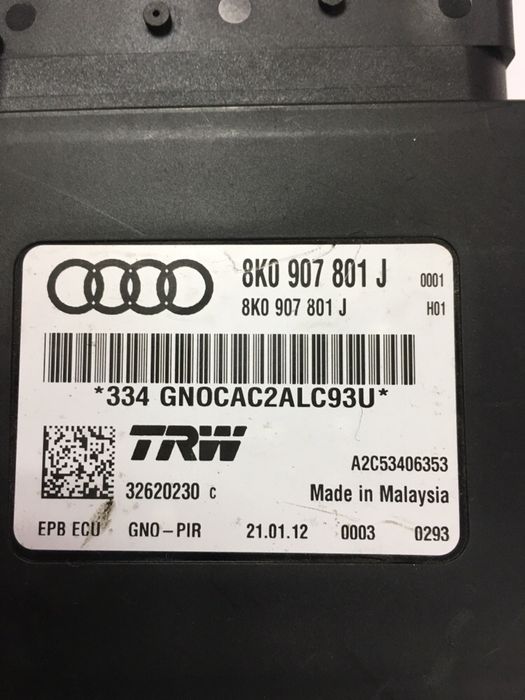 8K0 907 801 J 0001
8K0 907 801 J H01
*334 GNOCAC2ALC93U*
TRW
A2C53406353
32620230 C Made in Malaysia
EPB ECU GNO-PIR 21.01.12 0003 0293